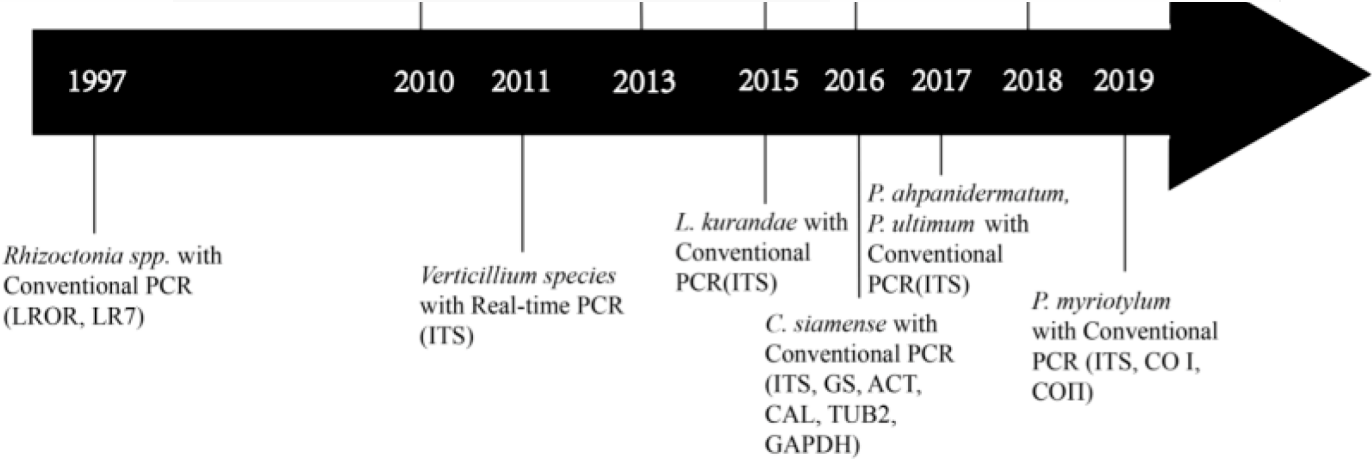 1997 2010 2011 2013 2015 2016 2017 2018 2019
Rhizoctonia spp. with
Conventional PCR
(LROR, LR7)
Verticillium species
with Real-time PCR
(ITS)
L. kurandae with
Conventional
PCR(ITS)
C. siamense with
Conventional PCR
(ITS, GS, ACT,
CAL, TUB2,
GAPDH)
P. ahpanidermatum,
P. ultimum with
Conventional
PCR(ITS)
P. myriotylum
with Conventional
PCR (ITS, CO I,
COΠ)